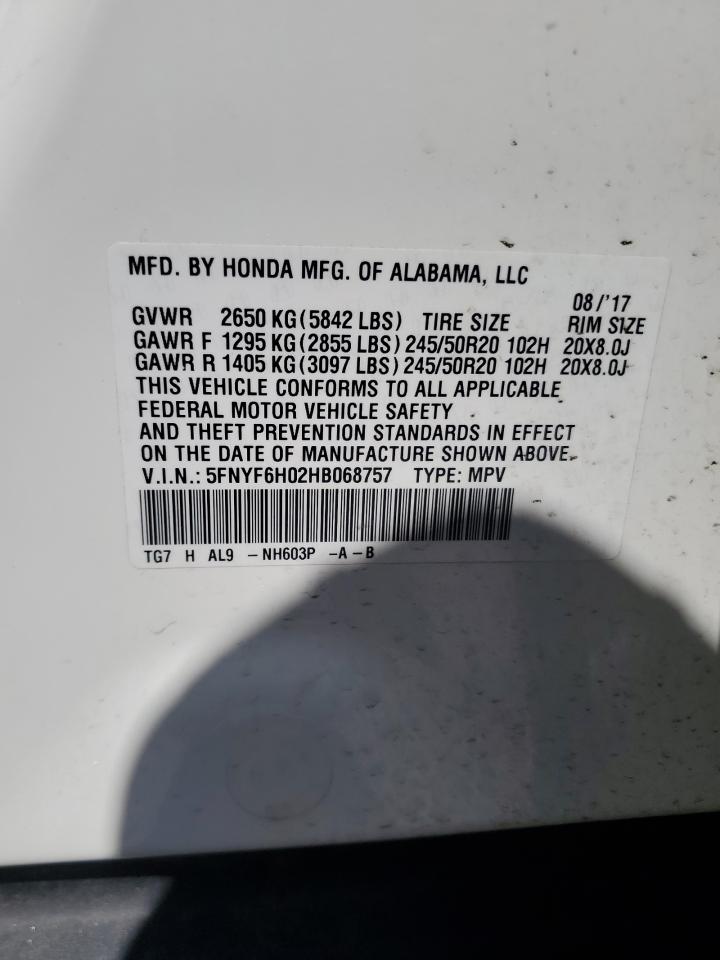 MFD. BY HONDA MFG. OF ALABAMA, LLC
08/'17
GVWR 2650 KG (5842 LBS) TIRE SIZE RIM SIZE
GAWR F 1295 KG (2855 LBS) 245/50R20 102H 20X8.0J
GAWR R 1405 KG (3097 LBS) 245/50R20 102H 20X8.0J
THIS VEHICLE CONFORMS TO ALL APPLICABLE
FEDERAL MOTOR VEHICLE SAFETY
AND THEFT PREVENTION STANDARDS IN EFFECT
ON THE DATE OF MANUFACTURE SHOWN ABOVE.
V.I.N.: 5FNYF6H02HB068757 TYPE: MPV
TG7 H AL9 -NH603P -A-B